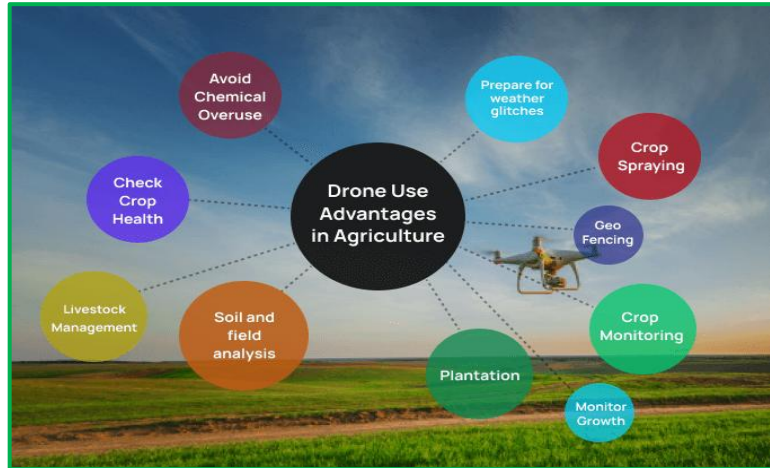 Drone Use
Advantages
in Agriculture
Avoid
Chemical
Overuse
Prepare for
weather
glitches
Crop
Spraying
Check
Crop
Health
Geo
Fencing
Livestock
Management
Soil and
field
analysis
Crop
Monitoring
Plantation
Monitor
Growth